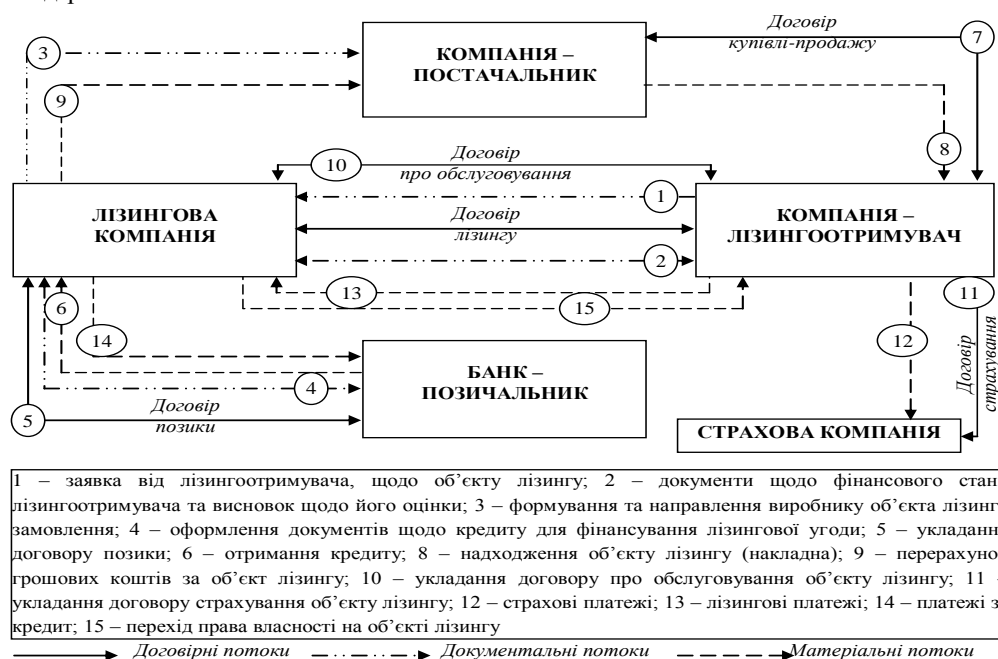 3
КОМПАНІЯ –
ПОСТАЧАЛЬНИК
Договір
купівлі-продажу
7
9
8
10
Договір
про обслуговування
1
ЛІЗИНГОВА
КОМПАНІЯ
Договір
лізингу
КОМПАНІЯ –
ЛІЗИНГООТРИМУВАЧ
2
13
15
11
6
14
12
Договір
страхування
БАНК –
ПОЗИЧАЛЬНИК
4
5
Договір
позики
СТРАХОВА КОМПАНІЯ
1 – заявка від лізингоотримувача, щодо об’єкту лізингу; 2 – документи щодо фінансового стан
лізингоотримувача та висновок щодо його оцінки; 3 – формування та направлення виробнику об’єкта лізинг
замовлення; 4 – оформлення документів щодо кредиту для фінансування лізингової угоди; 5 – укладанн
договору позики; 6 – отримання кредиту; 8 – надходження об’єкту лізингу (накладна); 9 – перерахуно
грошових коштів за об’єкт лізингу; 10 – укладання договору про обслуговування об’єкту лізингу; 11
укладання договору страхування об’єкту лізингу; 12 – страхові платежі; 13 – лізингові платежі; 14 – платежі з
кредит; 15 – перехід права власності на об’єкті лізингу
Договірні потоки Документальні потоки Матеріальні потоки